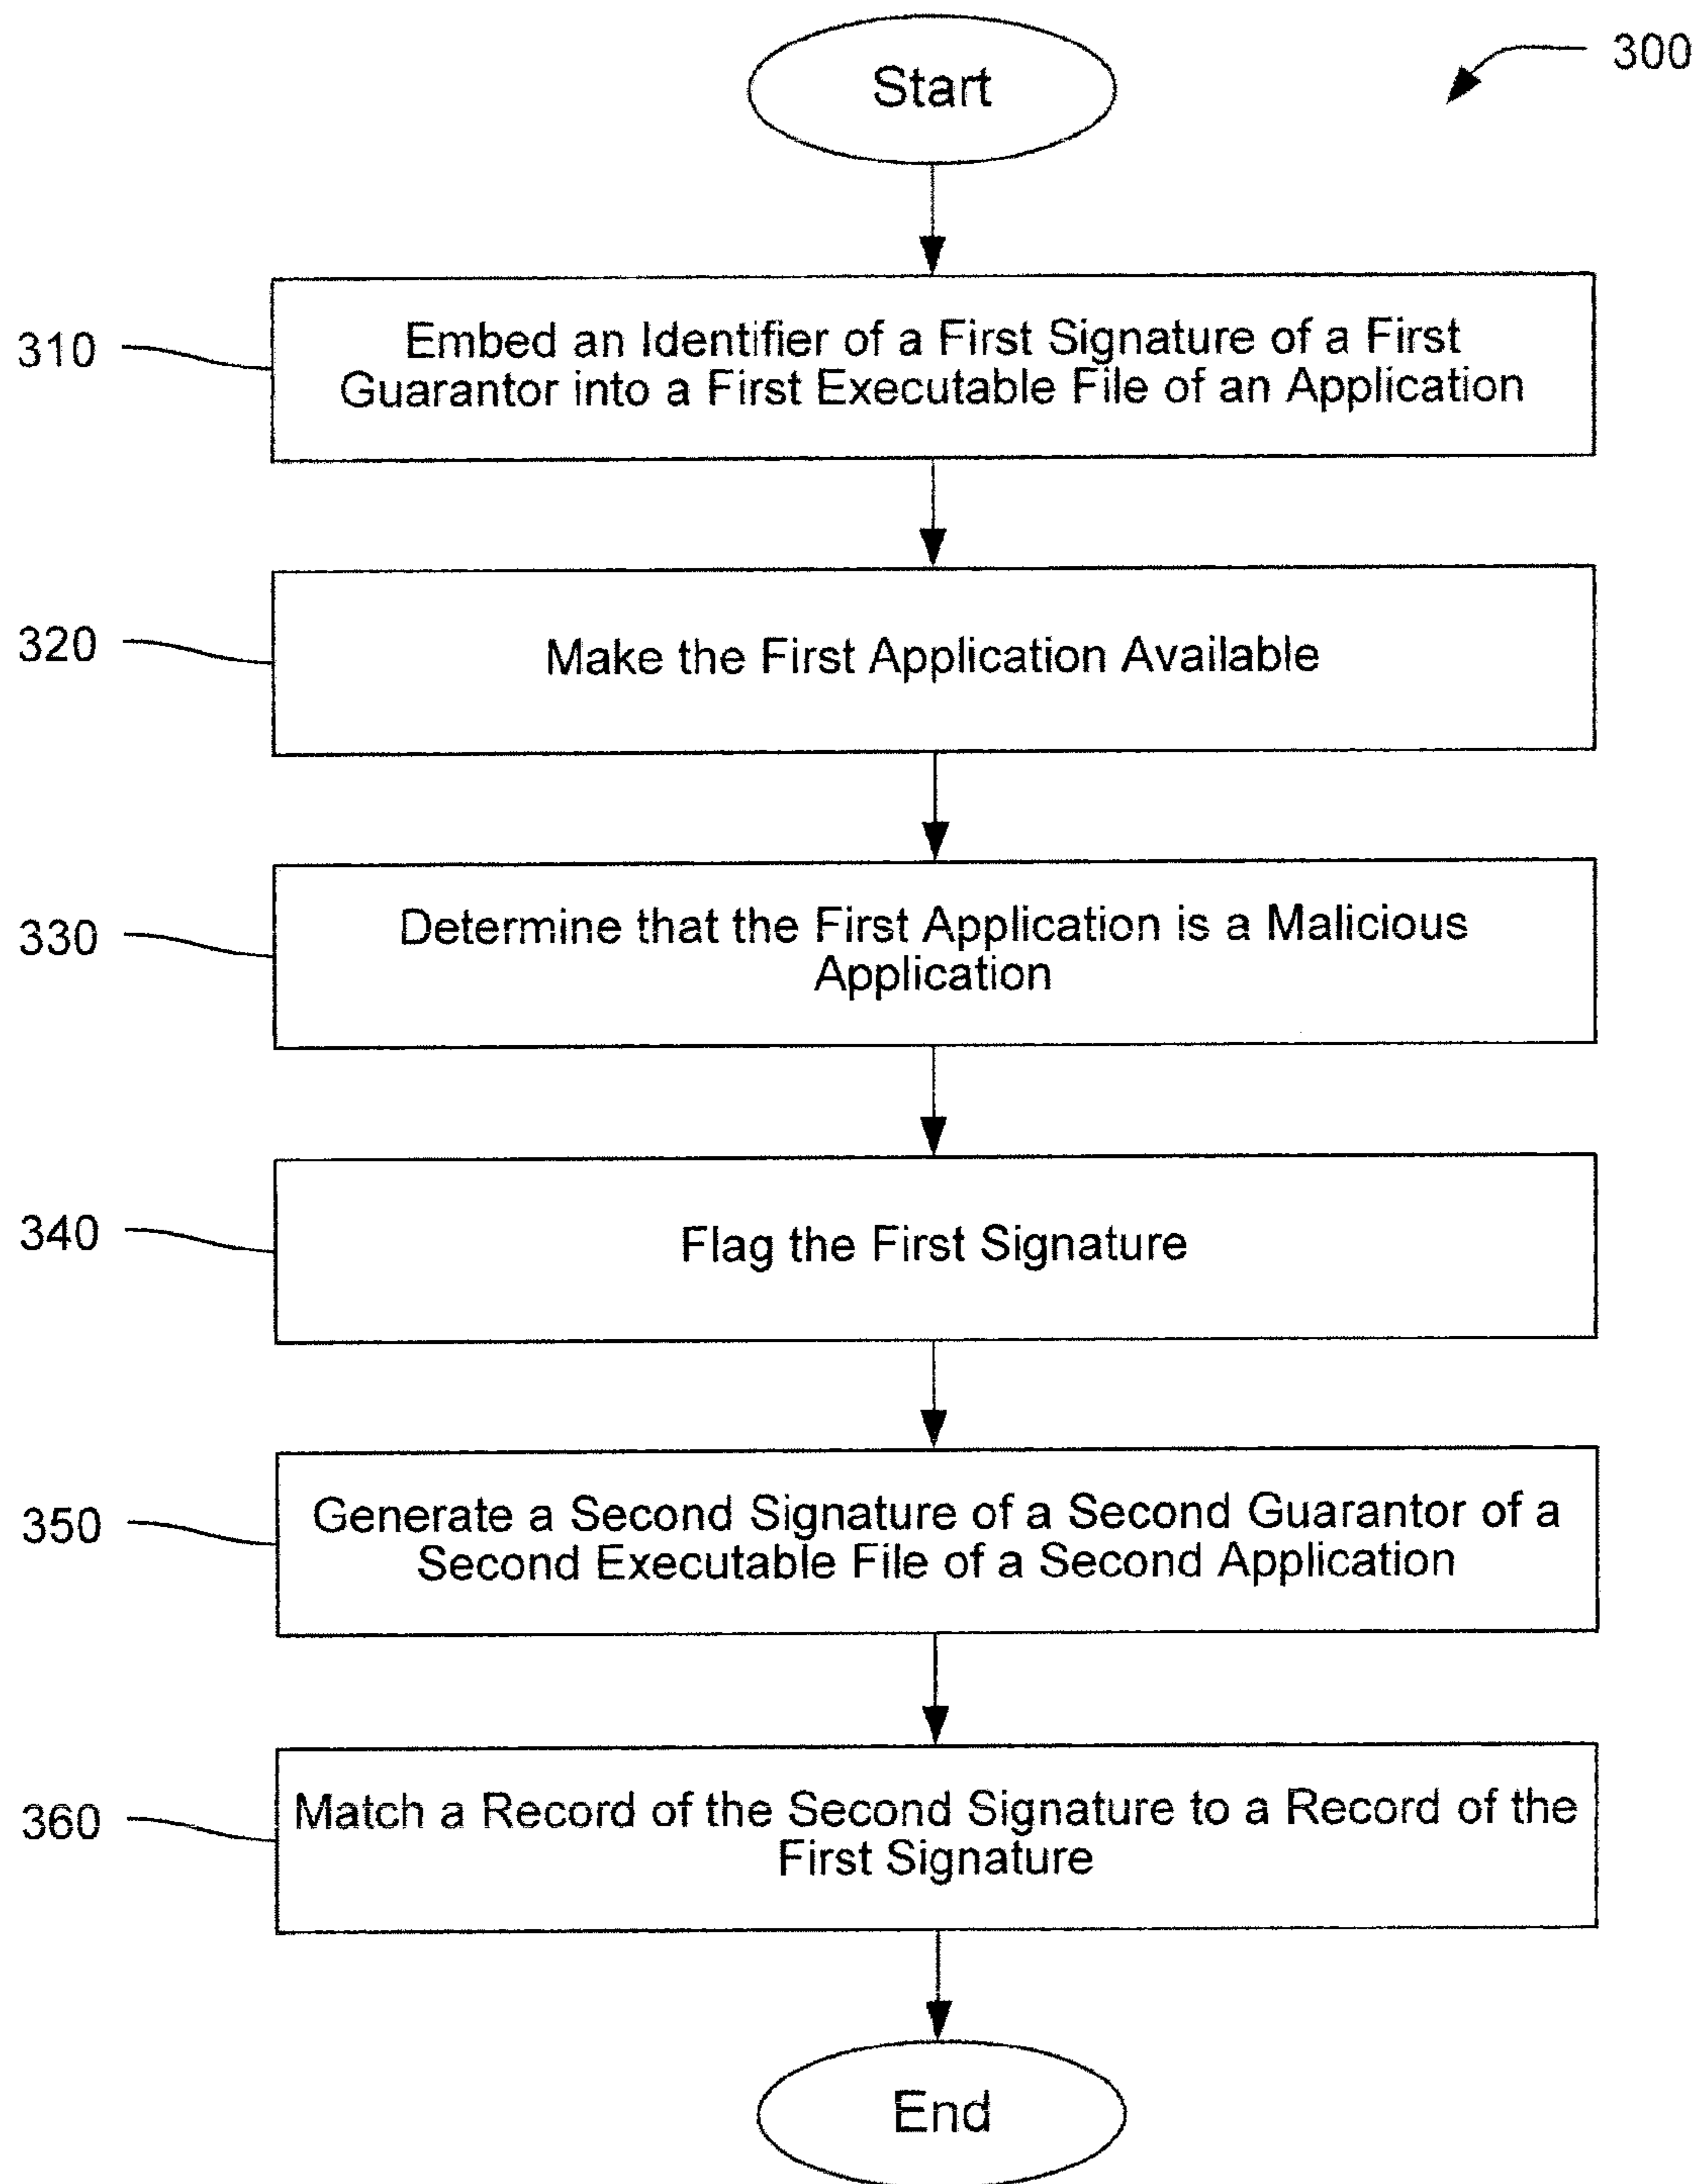 Start
300
310
Embed an Identifier of a First Signature of a First
Guarantor into a First Executable File of an Application
320
Make the First Application Available
330
Determine that the First Application is a Malicious
Application
340
Flag the First Signature
350
Generate a Second Signature of a Second Guarantor of a
Second Executable File of a Second Application
360
Match a Record of the Second Signature to a Record of the
First Signature
End